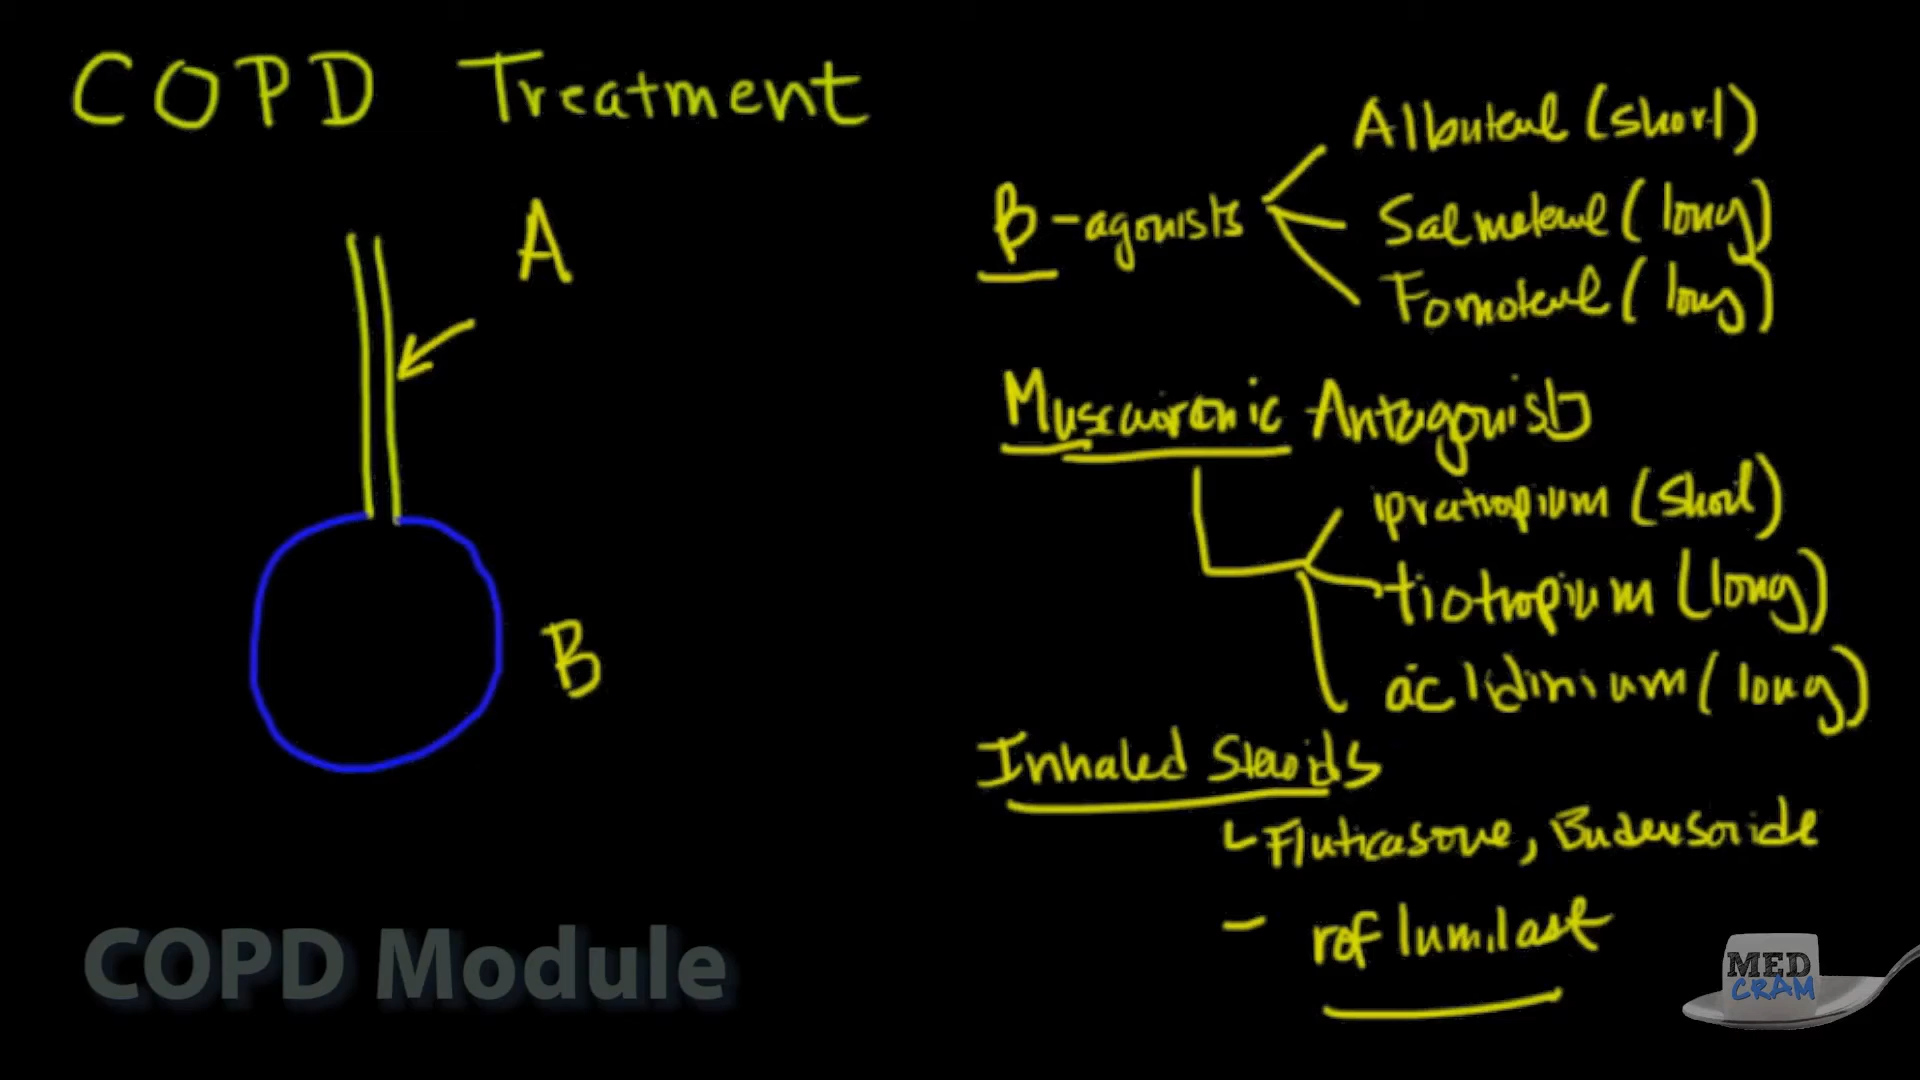 COPD Treatment
A
B
B-agonists
Albuterol (short)
Salmeterol (long)
Formoterol (long)
Muscarinic Antagonists
ipratropium (short)
tiotropium (long)
aclidinium (long)
Inhaled Steroids
Fluticasone, Budesonide
- roflumilast
COPD Module
MED
CRAM